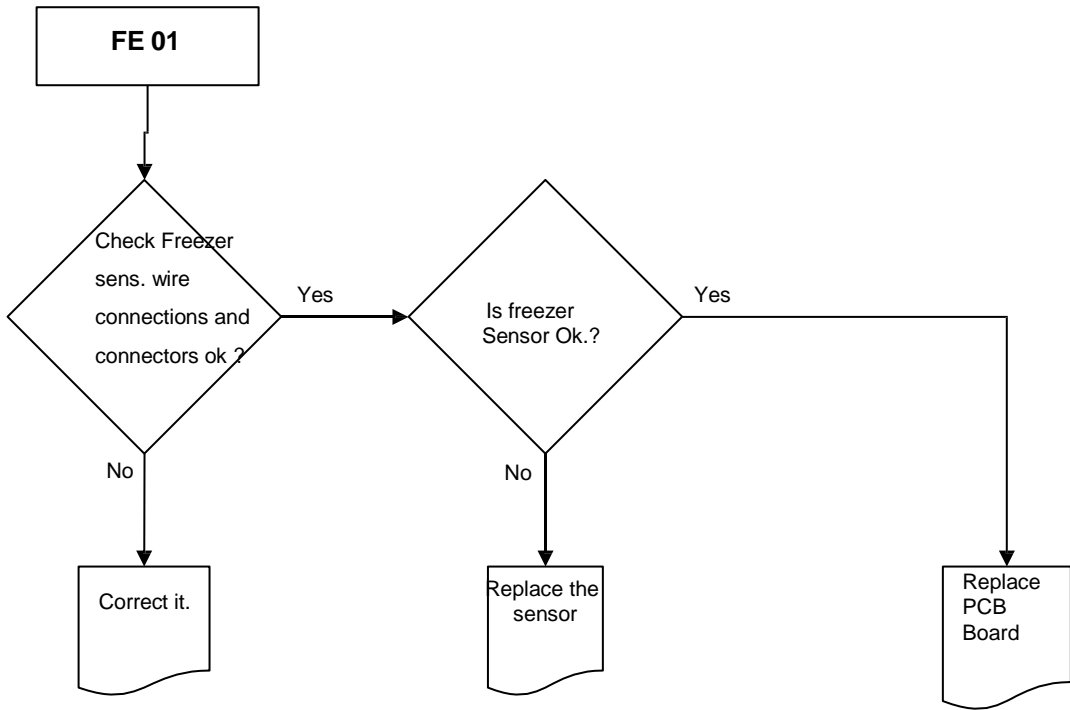 FE 01
Check Freezer
sens. wire
connections and
connectors ok ?
Yes
Is freezer
Sensor Ok.?
Yes
No
No
Correct it.
Replace the
sensor
Replace
PCB
Board